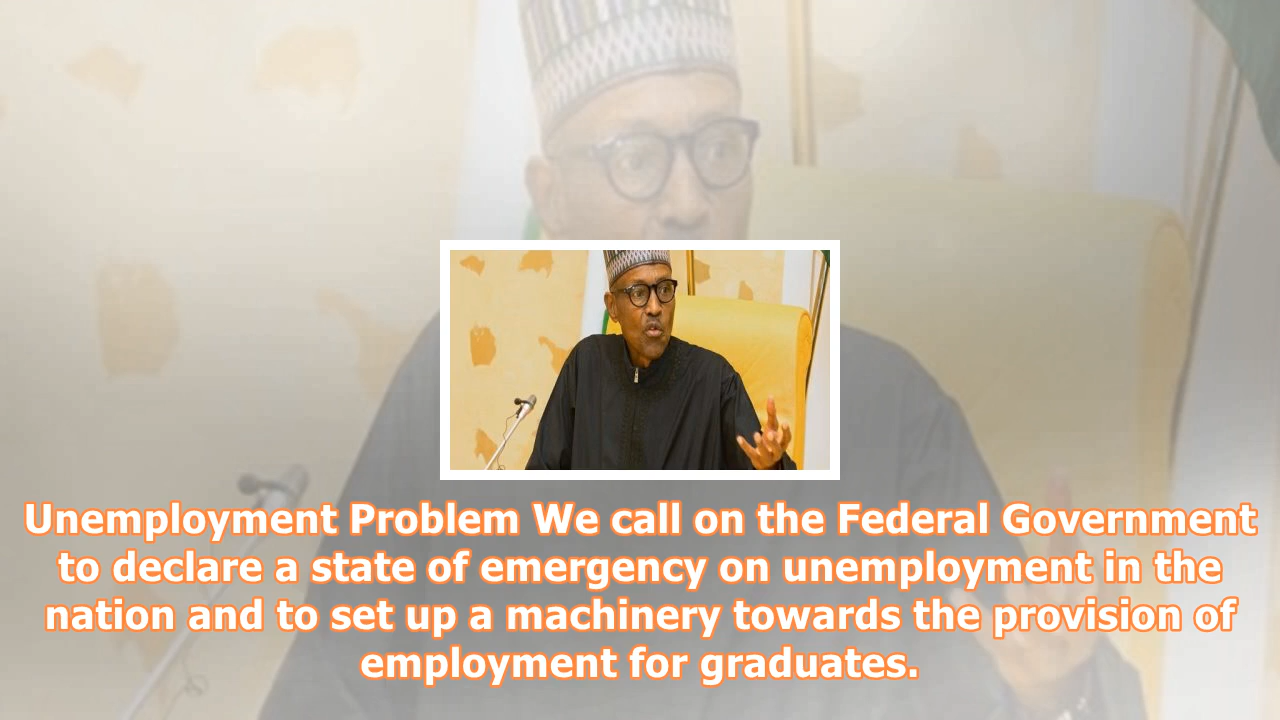 Unemployment Problem We call on the Federal Government
to declare a state of emergency on unemployment in the
nation and to set up a machinery towards the provision of
employment for graduates.